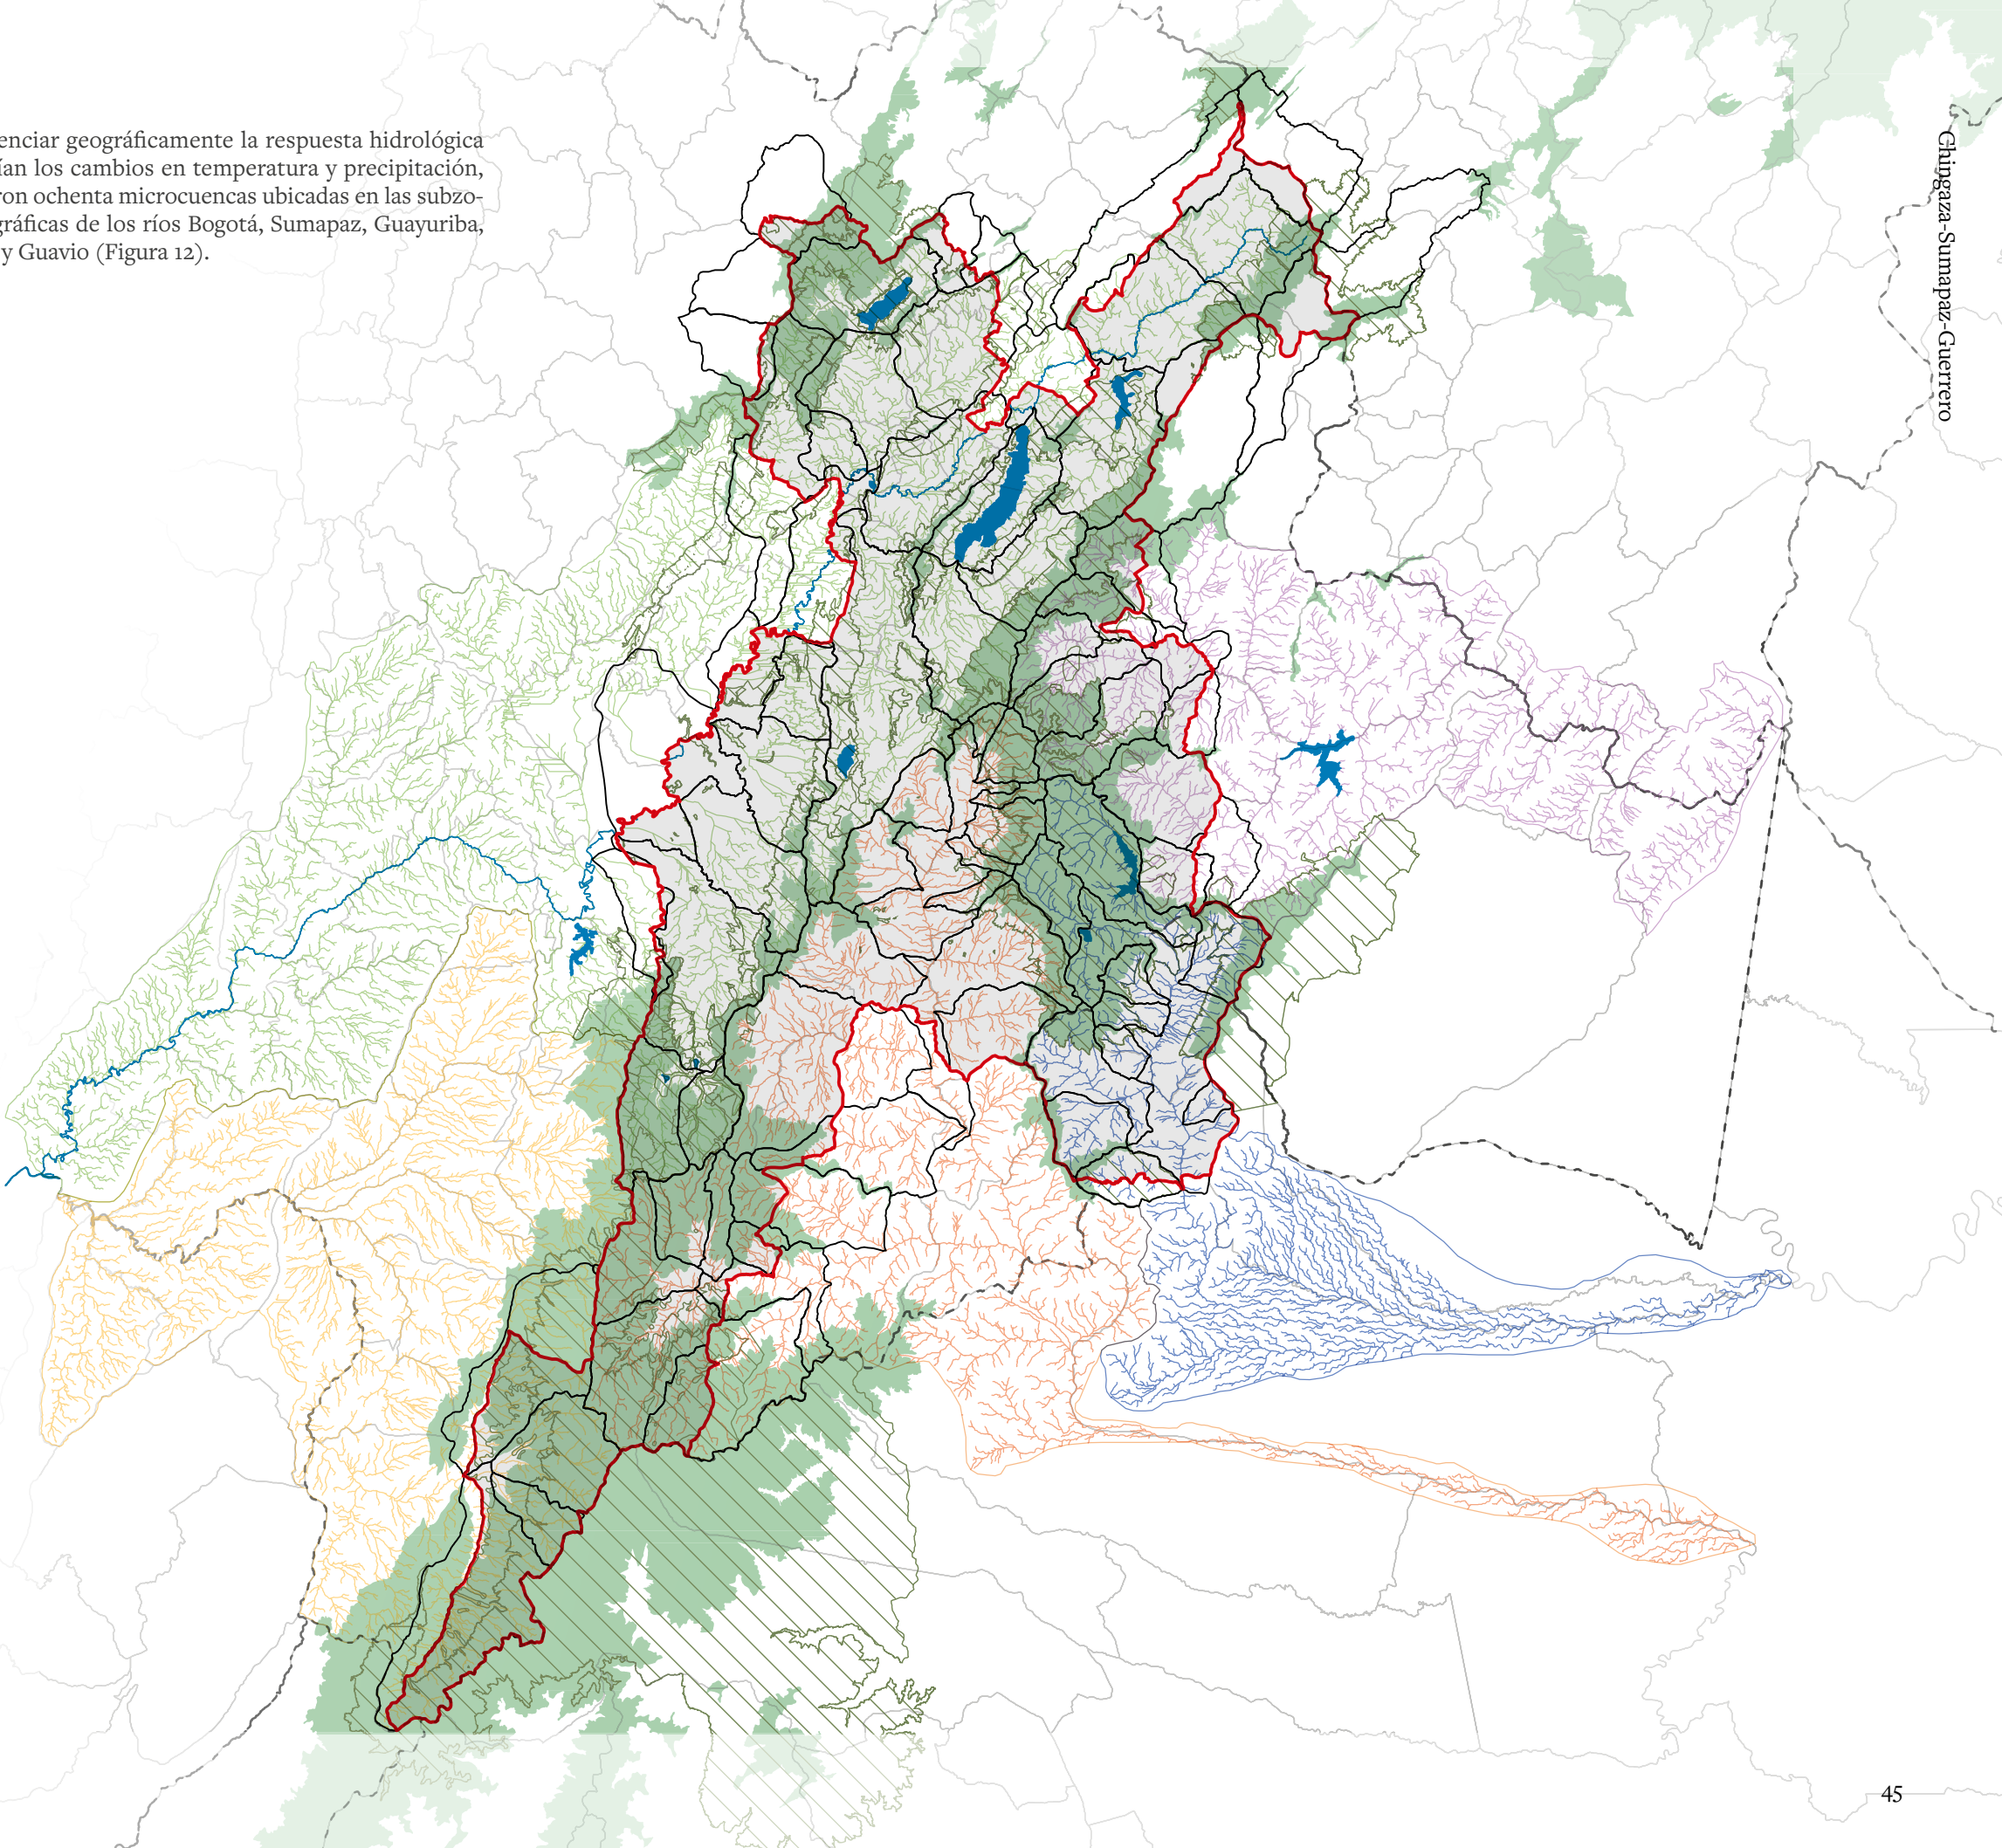 enciar geográficamente la respuesta hidrológica
ían los cambios en temperatura y precipitación,
ron ochenta microcuencas ubicadas en las subzo-
gráficas de los ríos Bogotá, Sumapaz, Guayuriba,
y Guavio (Figura 12).
Chingaza-Sumapaz-Guerrero
45